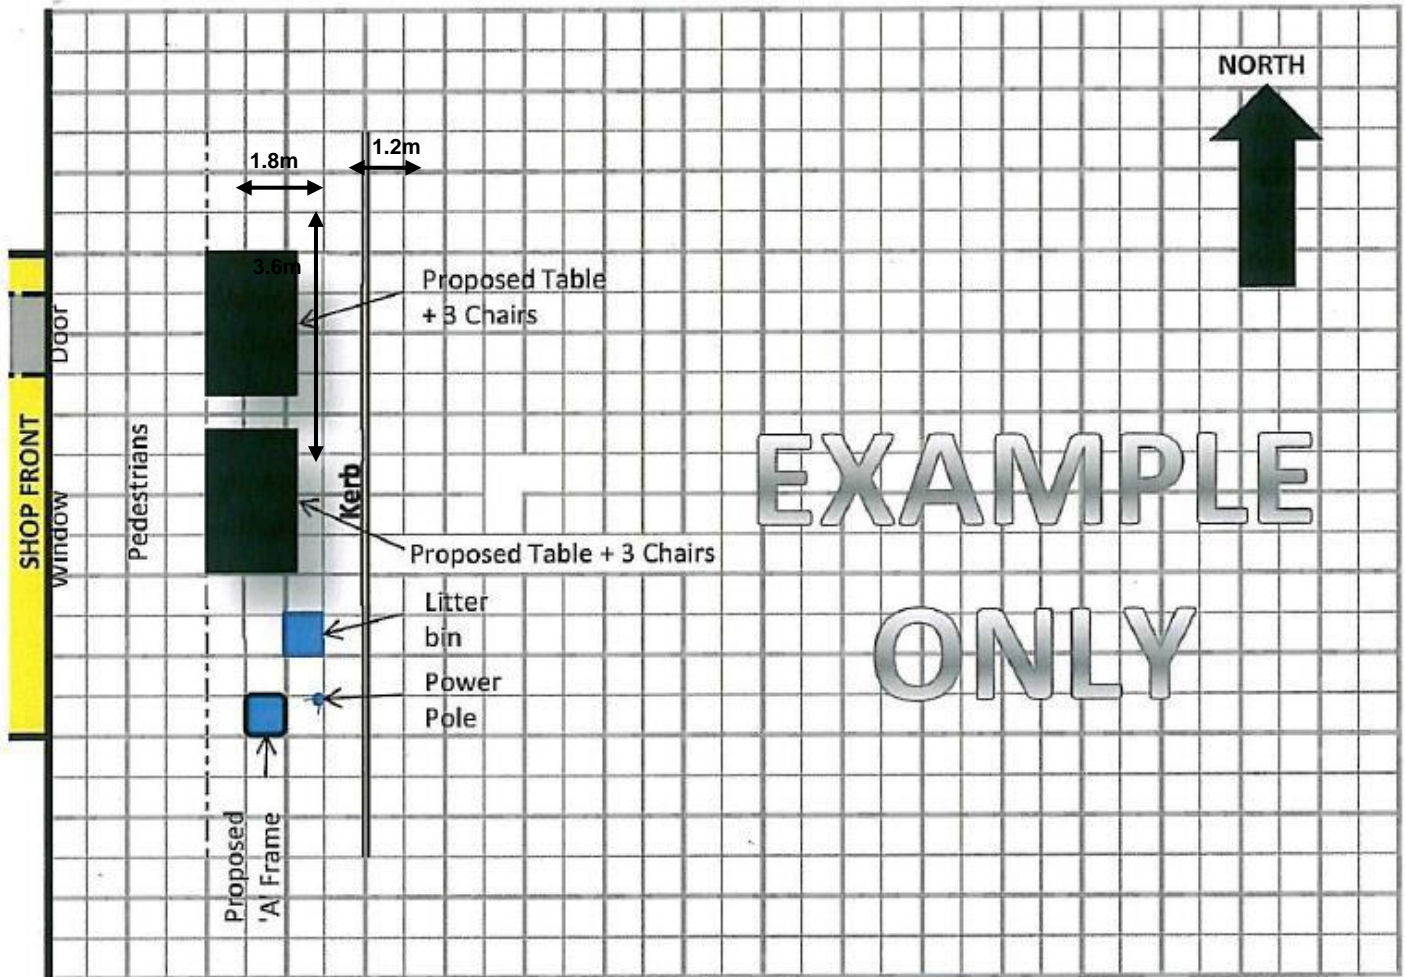 NORTH
1.8m
1.2m
3.6m
Proposed Table
+ 3 Chairs
Door
SHOP FRONT
Window
Pedestrians
Kerb
EXAMPLE
ONLY
Proposed Table + 3 Chairs
Litter
bin
Power
Pole
Proposed
'A' Frame